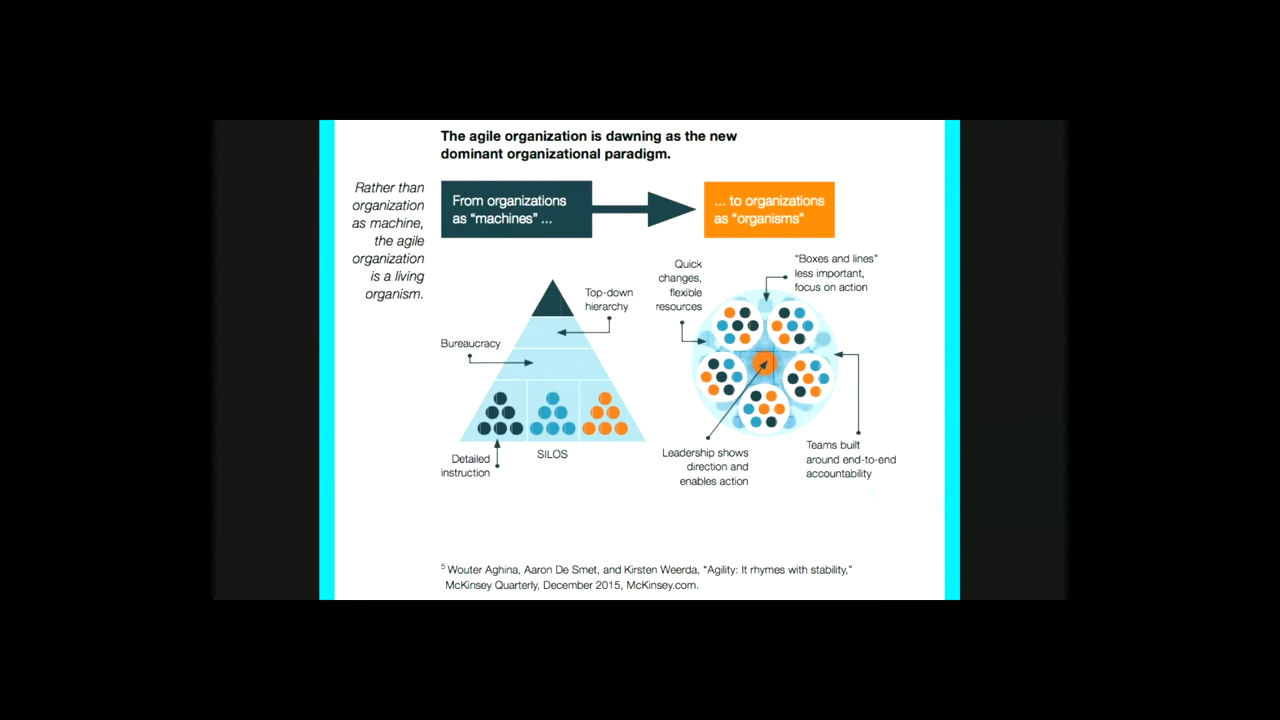 The agile organization is dawning as the new
dominant organizational paradigm.
Rather than
organization
as machine,
the agile
organization
is a living
organism.
From organizations
as “machines” ...
... to organizations
as “organisms”
Top-down
hierarchy
Bureaucracy
Detailed
instruction
SILOS
Quick
changes,
flexible
resources
“Boxes and lines”
less important,
focus on action
Leadership shows
direction and
enables action
Teams built
around end-to-end
accountability
5 Wouter Aghina, Aaron De Smet, and Kirsten Weerda, “Agility: It rhymes with stability,”
McKinsey Quarterly, December 2015, McKinsey.com.